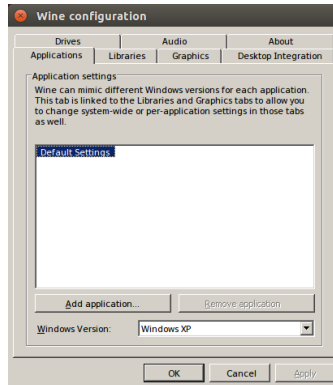 Wine configuration
Drives Audio About
Applications Libraries Graphics Desktop Integration
Application settings
Wine can mimic different Windows versions for each application.
This tab is linked to the Libraries and Graphics tabs to allow you
to change system-wide or per-application settings in those tabs
as well.
Default Settings
Add application... Remove application
Windows Version: Windows XP
OK Cancel Apply